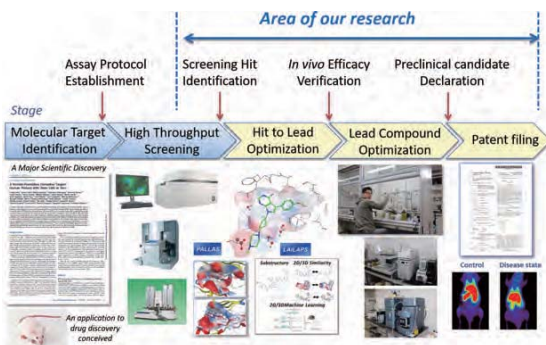 Area of our research
Assay Protocol
Establishment
Screening Hit
Identification
In vivo Efficacy
Verification
Preclinical candidate
Declaration
Stage
Molecular Target
Identification
High Throughput
Screening
Hit to Lead
Optimization
Lead Compound
Optimization
Patent filing
A Major Scientific Discovery
PALLAS
LAILAPS
Substructure 2D/3D Similarity
2D/3D Machine Learning
Control
Disease state
An application to
drug discovery
conceived